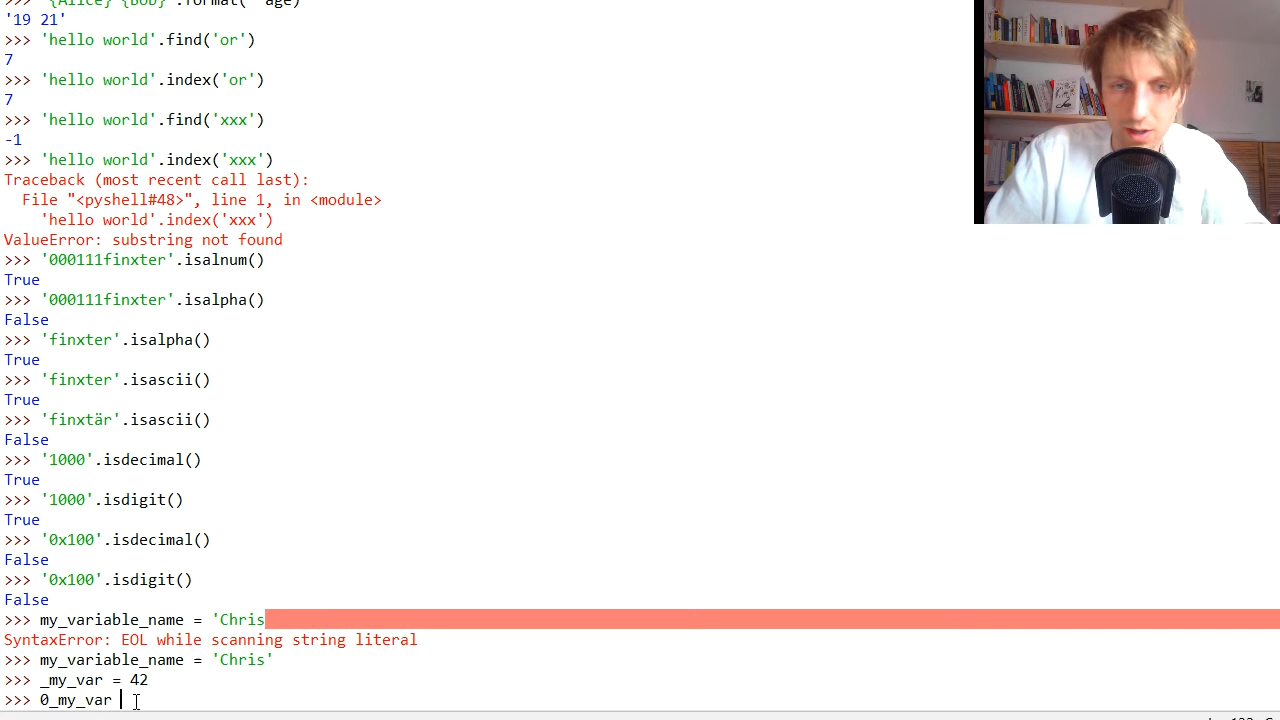 >>> '{Alice} {Bob}'.format(**age)
'19 21'
>>> 'hello world'.find('or')
7
>>> 'hello world'.index('or')
7
>>> 'hello world'.find('xxx')
-1
>>> 'hello world'.index('xxx')
Traceback (most recent call last):
  File "<pyshell#48>", line 1, in <module>
    'hello world'.index('xxx')
ValueError: substring not found
>>> '000111finxter'.isalnum()
True
>>> '000111finxter'.isalpha()
False
>>> 'finxter'.isalpha()
True
>>> 'finxter'.isascii()
True
>>> 'finxtär'.isascii()
False
>>> '1000'.isdecimal()
True
>>> '1000'.isdigit()
True
>>> '0x100'.isdecimal()
False
>>> '0x100'.isdigit()
False
>>> my_variable_name = 'Chris
SyntaxError: EOL while scanning string literal
>>> my_variable_name = 'Chris'
>>> _my_var = 42
>>> 0_my_var